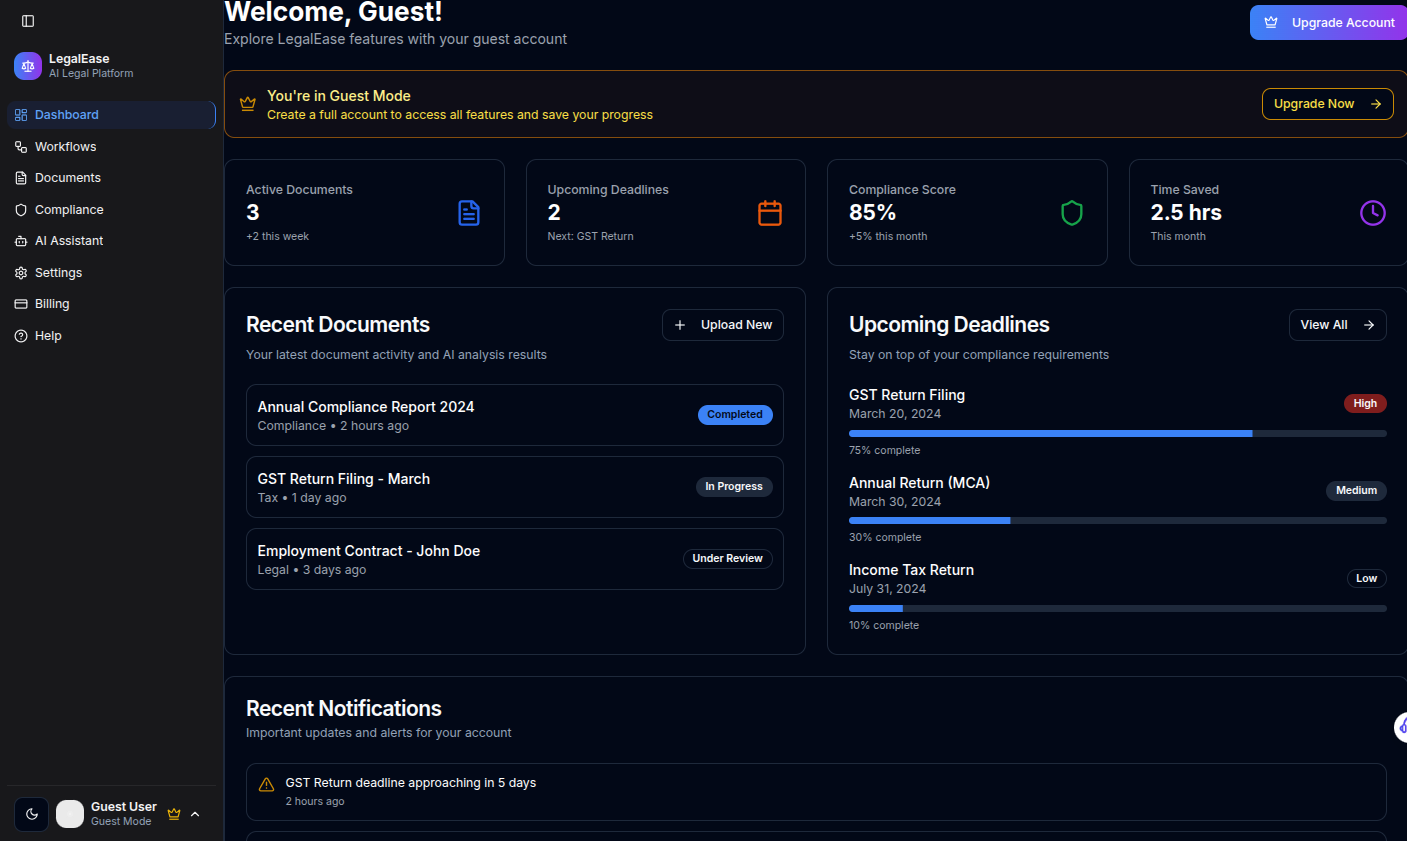 LegalEase
AI Legal Platform
Dashboard
Workflows
Documents
Compliance
AI Assistant
Settings
Billing
Help
Guest User
Guest Mode
Welcome, Guest!
Explore LegalEase features with your guest account
Upgrade Account
You're in Guest Mode
Create a full account to access all features and save your progress
Upgrade Now
Active Documents
3
+2 this week
Upcoming Deadlines
2
Next: GST Return
Compliance Score
85%
+5% this month
Time Saved
2.5 hrs
This month
Recent Documents
Upload New
Your latest document activity and AI analysis results
Annual Compliance Report 2024
Compliance • 2 hours ago
Completed
GST Return Filing - March
Tax • 1 day ago
In Progress
Employment Contract - John Doe
Legal • 3 days ago
Under Review
Upcoming Deadlines
View All
Stay on top of your compliance requirements
GST Return Filing
March 20, 2024
High
75% complete
Annual Return (MCA)
March 30, 2024
Medium
30% complete
Income Tax Return
July 31, 2024
Low
10% complete
Recent Notifications
Important updates and alerts for your account
GST Return deadline approaching in 5 days
2 hours ago